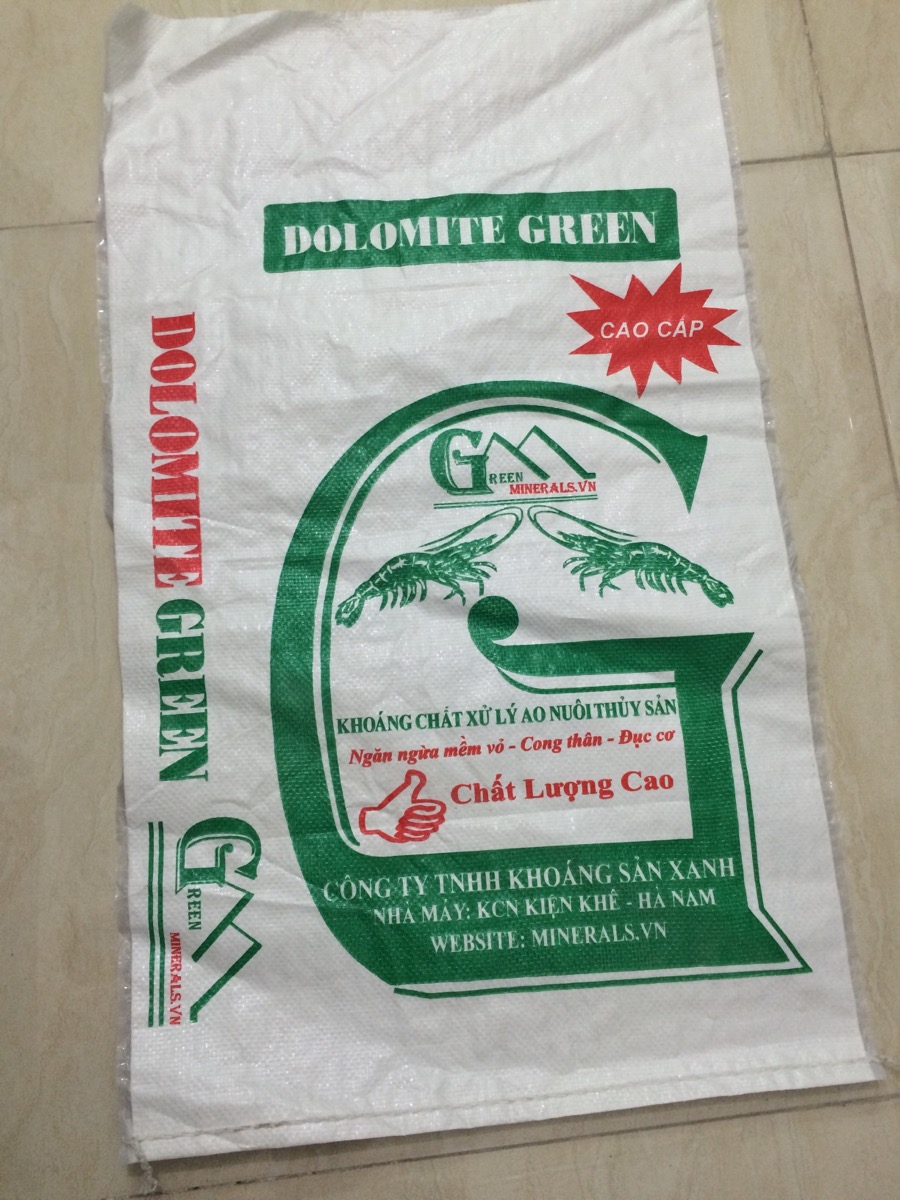 DOLOMITE GREEN
CAO CẤP
GREEN
MINERALS.VN
KHOÁNG CHẤT XỬ LÝ AO NUÔI THỦY SẢN
Ngăn ngừa mềm vỏ - Cong thân - Đục cơ
Chất Lượng Cao
CÔNG TY TNHH KHOÁNG SẢN XANH
NHÀ MÁY: KCN KIỆN KHÊ - HÀ NAM
WEBSITE: MINERALS.VN
DOLOMITE GREEN
GREEN
MINERALS.VN